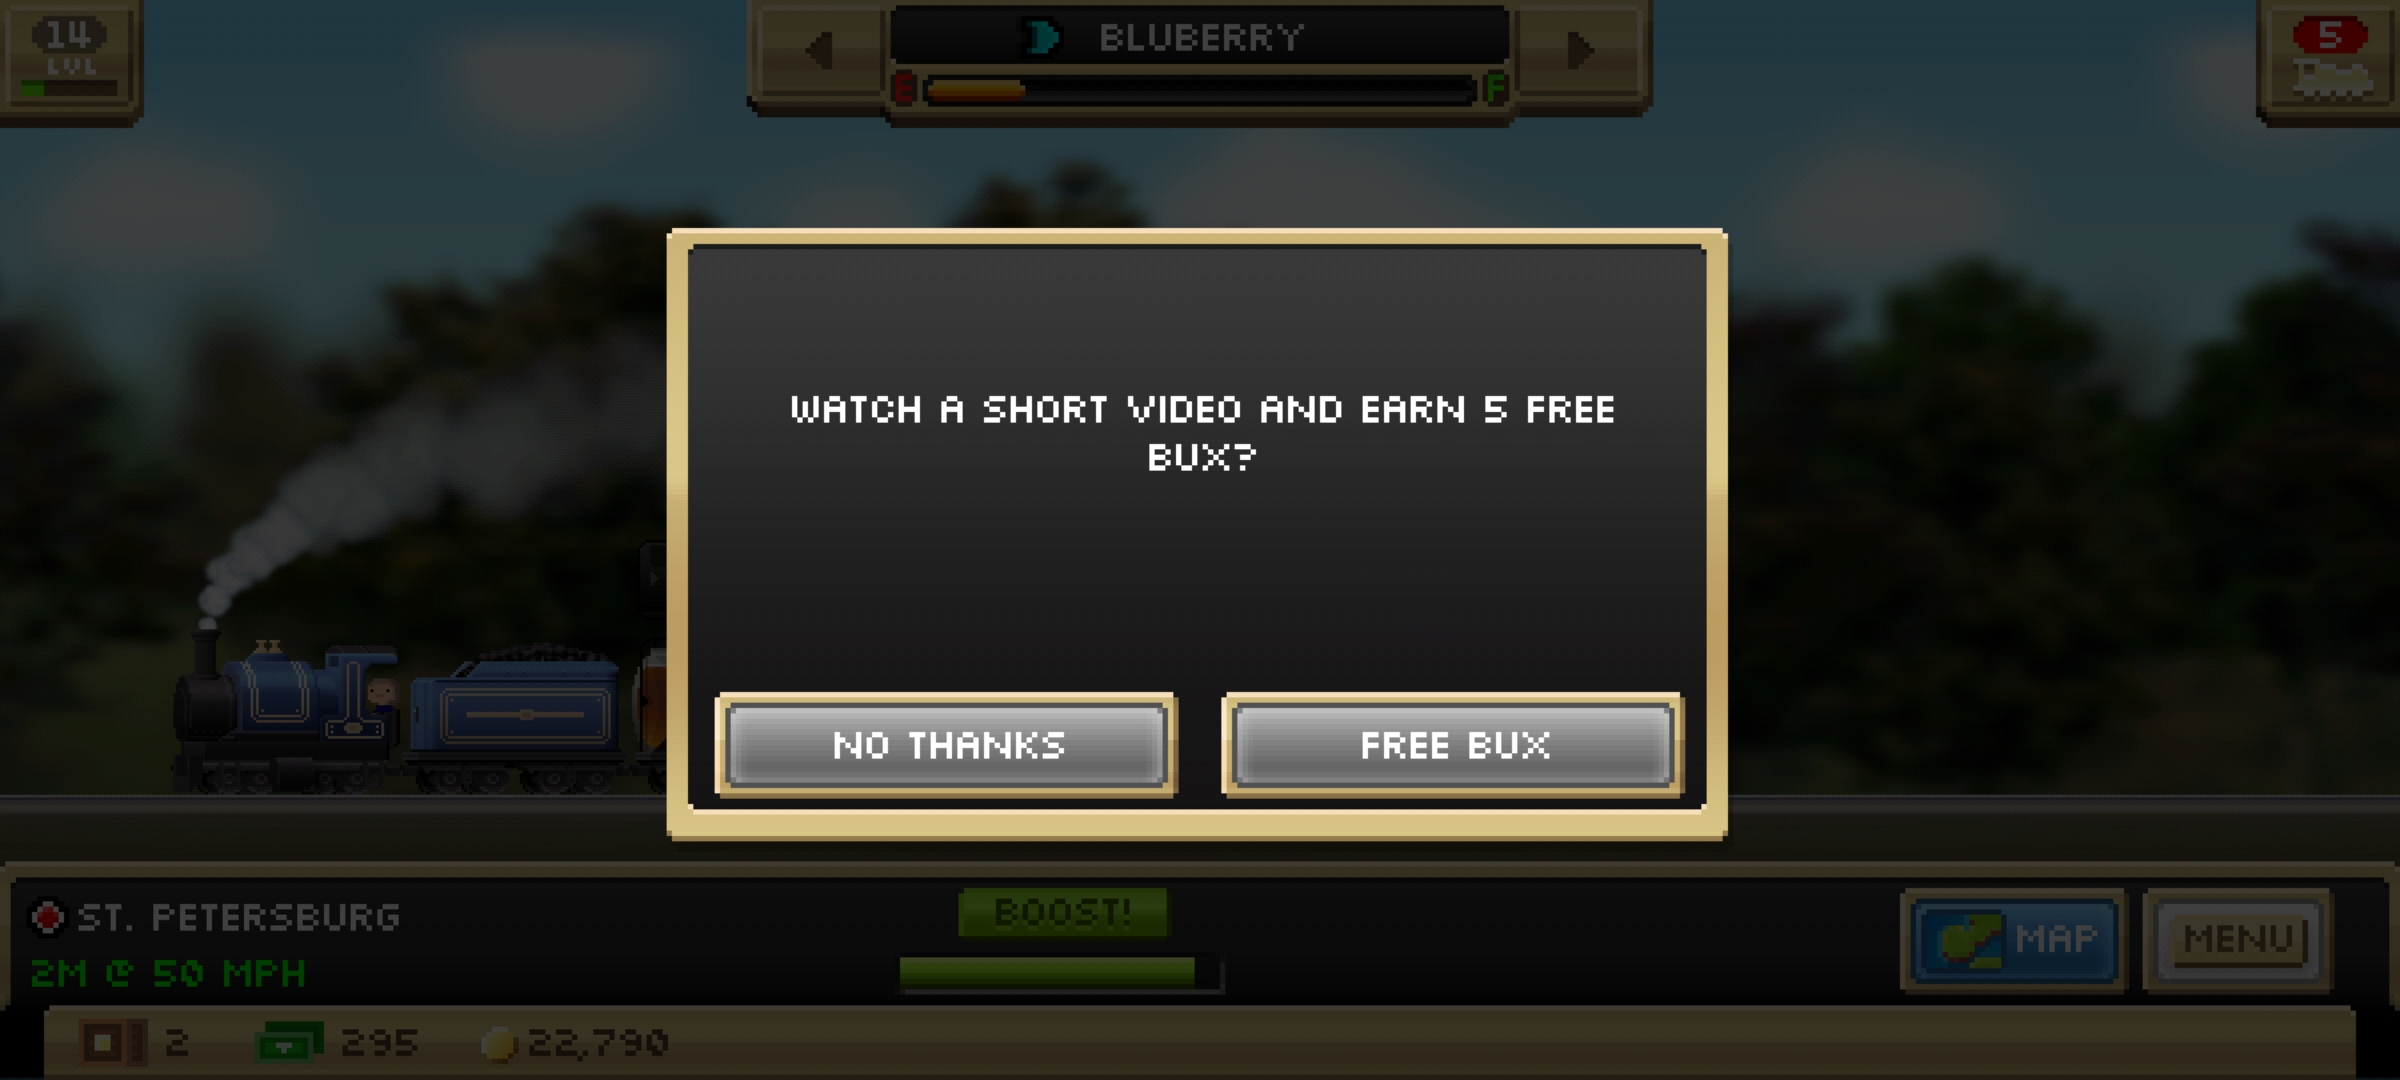 14
LVL
BLUBERRY
E F
5
WATCH A SHORT VIDEO AND EARN 5 FREE
BUX?
NO THANKS
FREE BUX
ST. PETERSBURG
2M @ 50 MPH
BOOST!
MAP
MENU
2
295
22,790